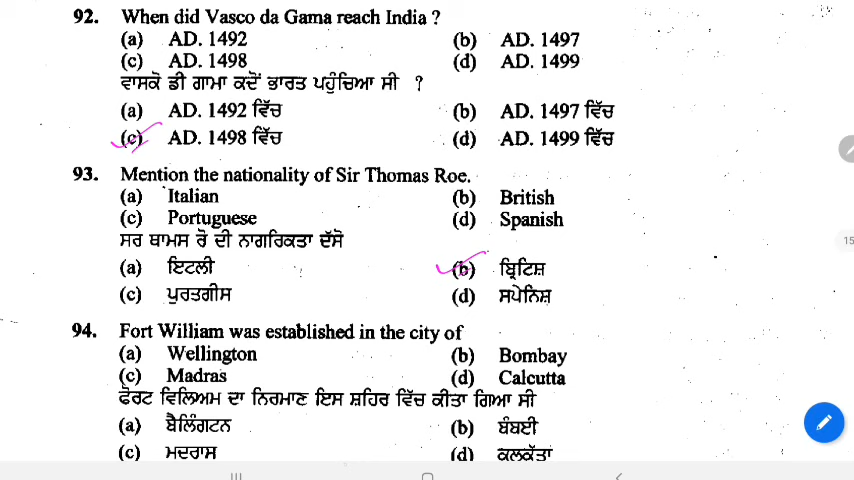 92. When did Vasco da Gama reach India ?
(a) AD. 1492 (b) AD. 1497
(c) AD. 1498 (d) AD. 1499
ਵਾਸਕੋ ਡੀ ਗਾਮਾ ਕਦੋਂ ਭਾਰਤ ਪਹੁੰਚਿਆ ਸੀ ?
(a) AD. 1492 ਵਿੱਚ (b) AD. 1497 ਵਿੱਚ
(c) AD. 1498 ਵਿੱਚ (d) AD. 1499 ਵਿੱਚ
93. Mention the nationality of Sir Thomas Roe.
(a) Italian (b) British
(c) Portuguese (d) Spanish
ਸਰ ਥਾਮਸ ਰੋ ਦੀ ਨਾਗਰਿਕਤਾ ਦੱਸੋ
(a) ਇਟਲੀ (b) ਬ੍ਰਿਟਿਸ਼
(c) ਪੁਰਤਗੀਸ (d) ਸਪੇਨਿਸ਼
94. Fort William was established in the city of
(a) Wellington (b) Bombay
(c) Madras (d) Calcutta
ਫੋਰਟ ਵਿਲਿਅਮ ਦਾ ਨਿਰਮਾਣ ਇਸ ਸ਼ਹਿਰ ਵਿੱਚ ਕੀਤਾ ਗਿਆ ਸੀ
(a) ਬੈਲਿੰਗਟਨ (b) ਬੰਬਈ
(c) ਮਦਰਾਸ (d) ਕਲਕੱਤਾ
15